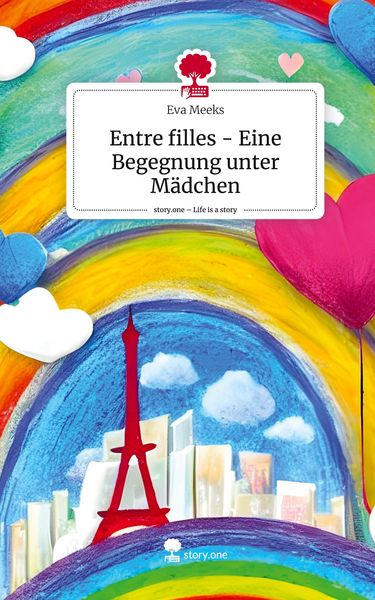 Eva Meeks
Entre filles - Eine
Begegnung unter
Mädchen
story.one – Life is a story
story.one